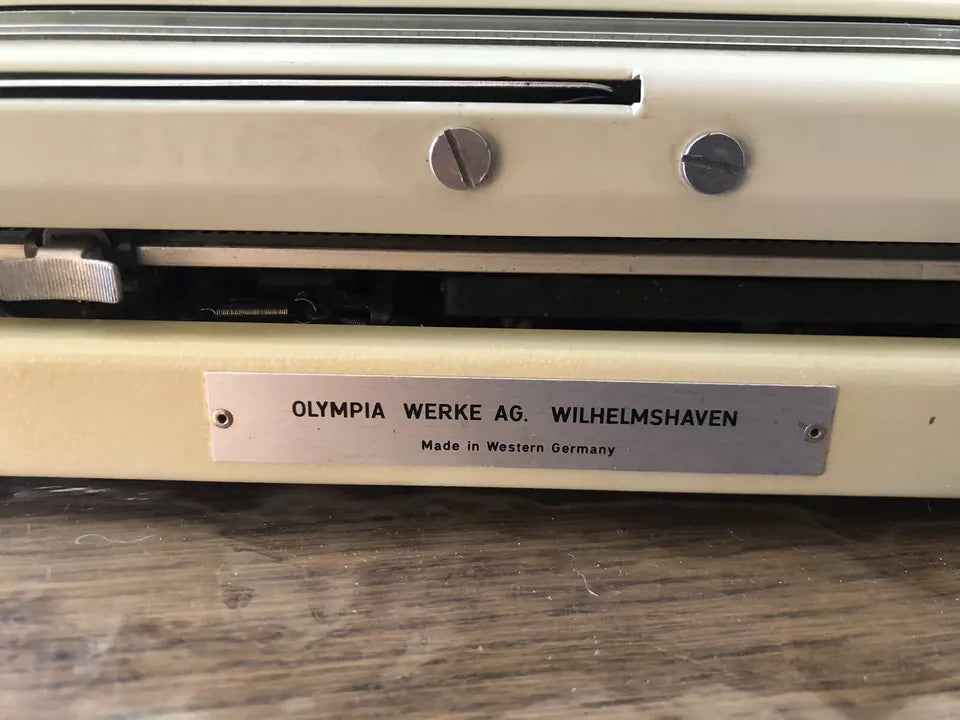 OLYMPIA WERKE AG. WILHELMSHAVEN
Made in Western Germany